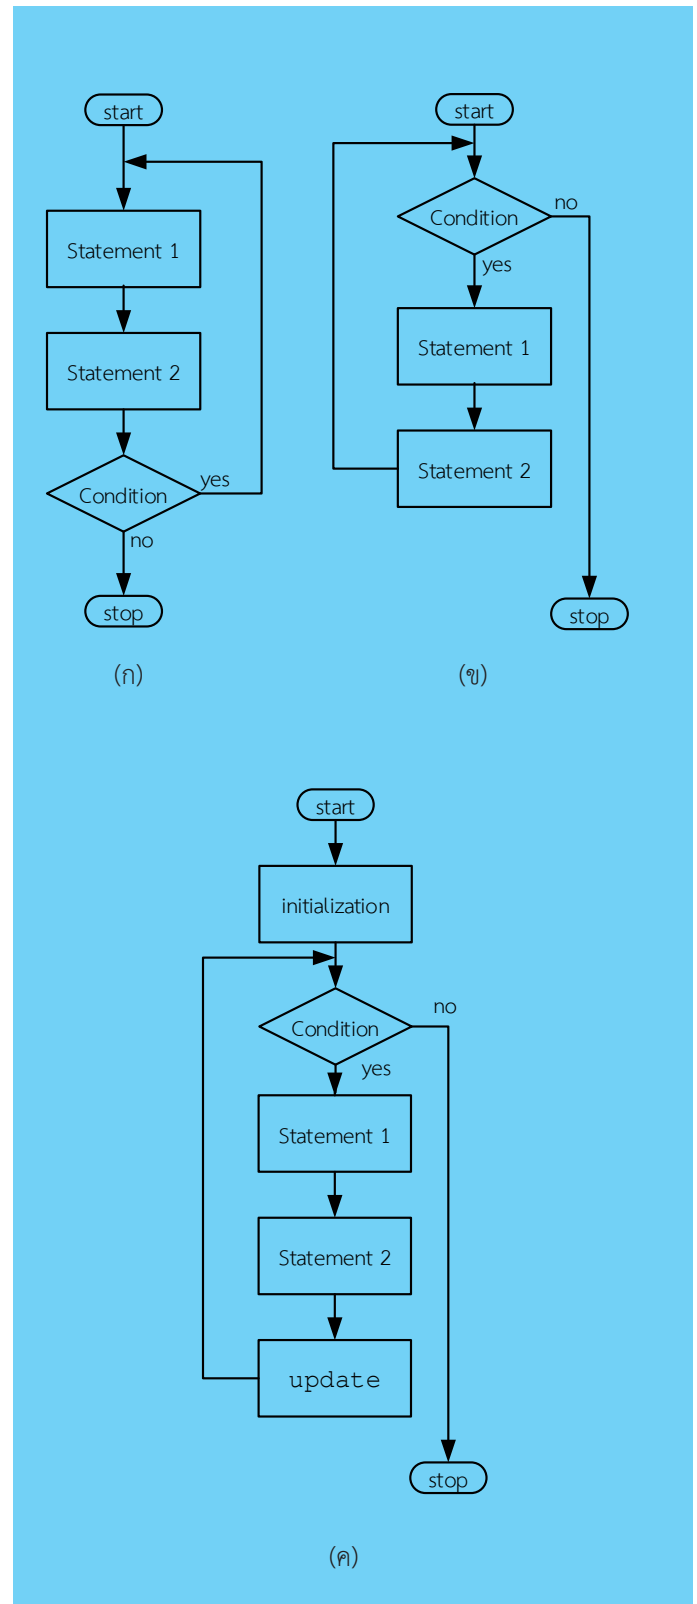 start
Statement 1
Statement 2
Condition
yes
no
stop
(ก)
start
Condition
no
yes
Statement 1
Statement 2
stop
(ข)
start
initialization
Condition
no
yes
Statement 1
Statement 2
update
stop
(ค)